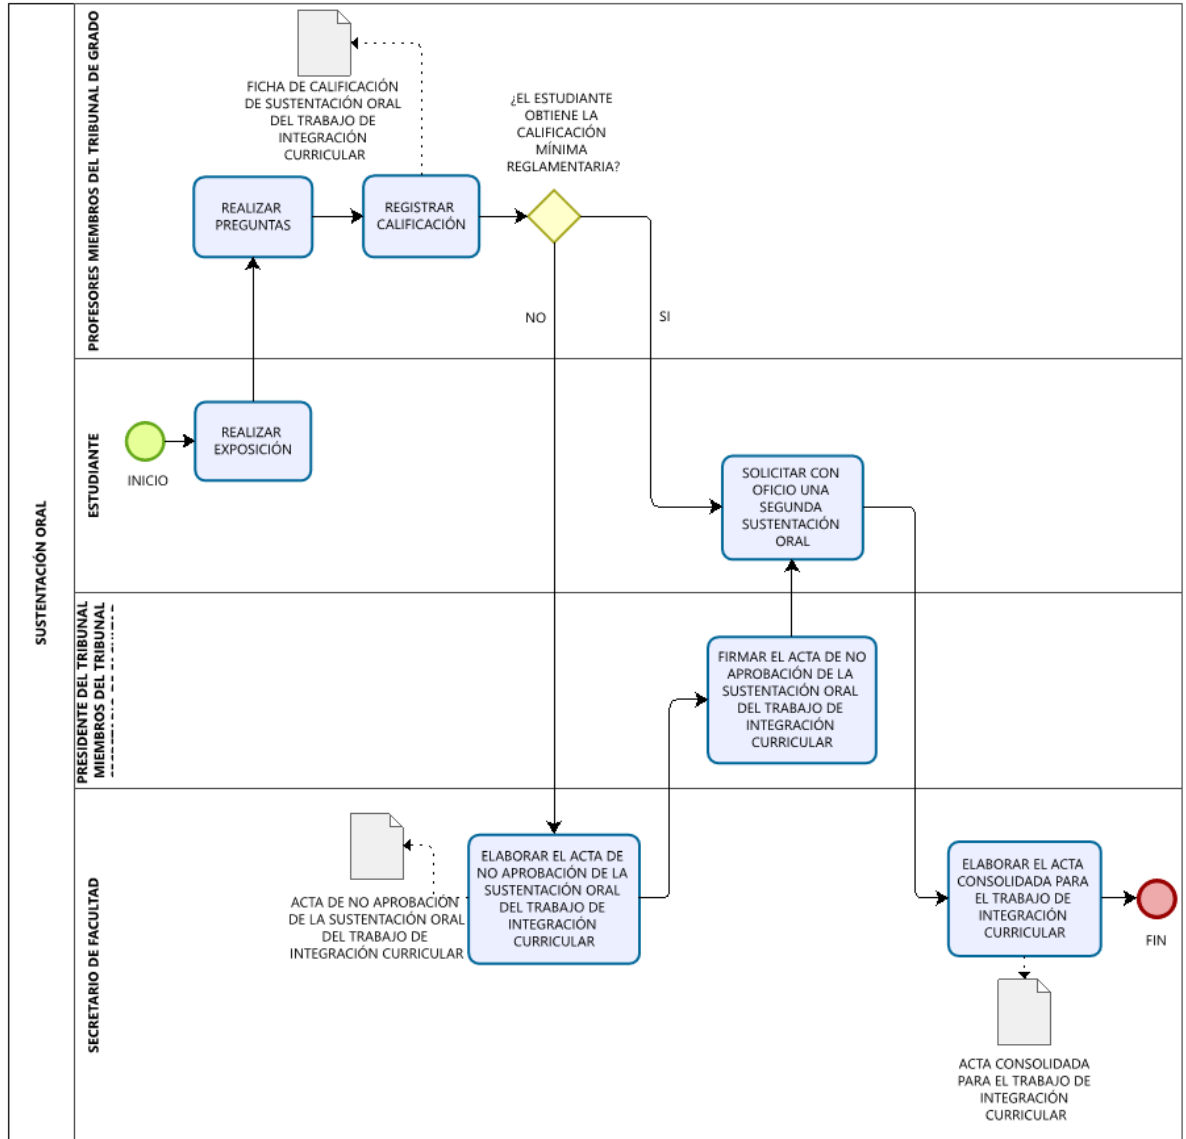 SUSTENTACIÓN ORAL
PROFESORES MIEMBROS DEL TRIBUNAL DE GRADO
FICHA DE CALIFICACIÓN
DE SUSTENTACIÓN ORAL
DEL TRABAJO DE
INTEGRACIÓN
CURRICULAR
¿EL ESTUDIANTE
OBTIENE LA
CALIFICACIÓN
MÍNIMA
REGLAMENTARIA?
REALIZAR
PREGUNTAS
REGISTRAR
CALIFICACIÓN
NO
SI
ESTUDIANTE
INICIO
REALIZAR
EXPOSICIÓN
SOLICITAR CON
OFICIO UNA
SEGUNDA
SUSTENTACIÓN
ORAL
PRESIDENTE DEL TRIBUNAL
MIEMBROS DEL TRIBUNAL
FIRMAR EL ACTA DE NO
APROBACIÓN DE LA
SUSTENTACIÓN ORAL
DEL TRABAJO DE
INTEGRACIÓN
CURRICULAR
SECRETARIO DE FACULTAD
ACTA DE NO APROBACIÓN
DE LA SUSTENTACIÓN ORAL
DEL TRABAJO DE
INTEGRACIÓN CURRICULAR
ELABORAR EL ACTA DE
NO APROBACIÓN DE LA
SUSTENTACIÓN ORAL
DEL TRABAJO DE
INTEGRACIÓN
CURRICULAR
ELABORAR EL ACTA
CONSOLIDADA PARA
EL TRABAJO DE
INTEGRACIÓN
CURRICULAR
FIN
ACTA CONSOLIDADA
PARA EL TRABAJO DE
INTEGRACIÓN
CURRICULAR